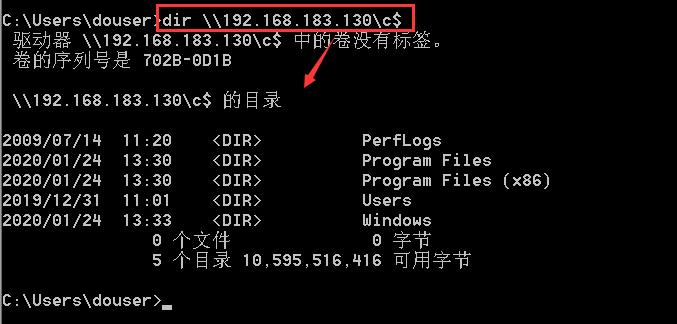 C:\Users\douser>dir \\192.168.183.130\c$
驱动器 \\192.168.183.130\c$ 中的卷没有标签。
卷的序列号是 702B-0D1B
\\192.168.183.130\c$ 的目录
2009/07/14  11:20    <DIR>          PerfLogs
2020/01/24  13:30    <DIR>          Program Files
2020/01/24  13:30    <DIR>          Program Files (x86)
2019/12/31  11:01    <DIR>          Users
2020/01/24  13:33    <DIR>          Windows
0 个文件              0 字节
5 个目录 10,595,516,416 可用字节
C:\Users\douser>_